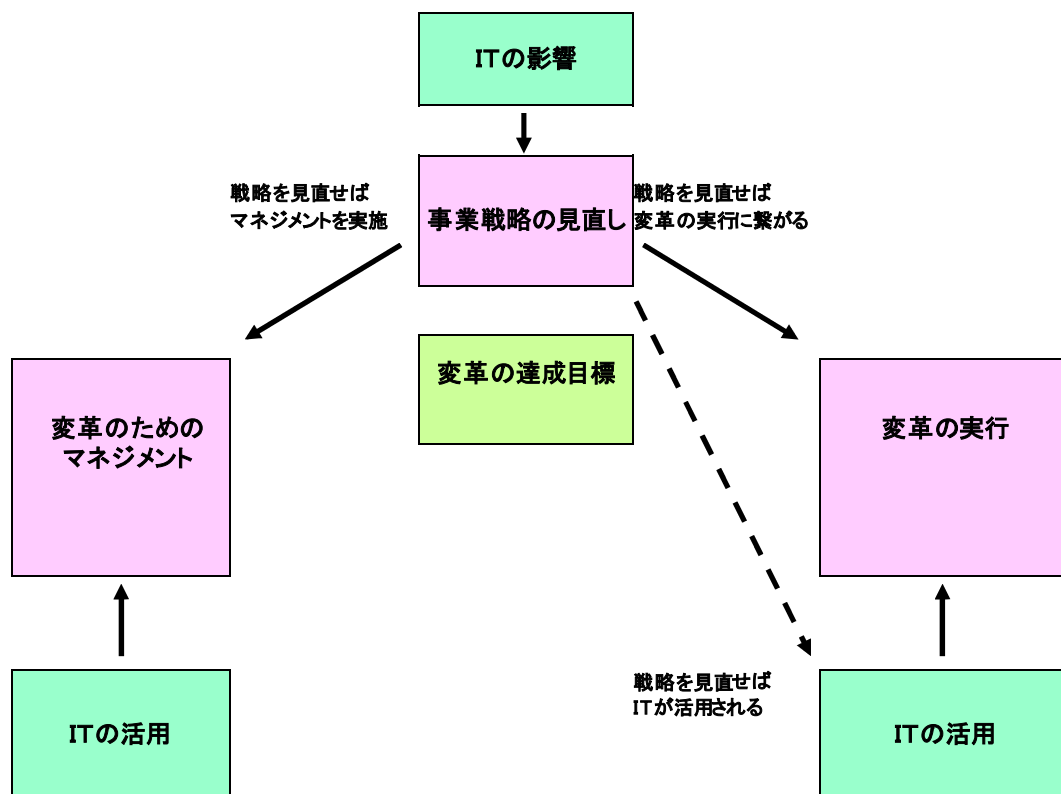 ITの影響
戦略を見直せば
マネジメントを実施
事業戦略の見直し
戦略を見直せば
変革の実行に繋がる
変革の達成目標
変革のための
マネジメント
変革の実行
戦略を見直せば
ITが活用される
ITの活用
ITの活用